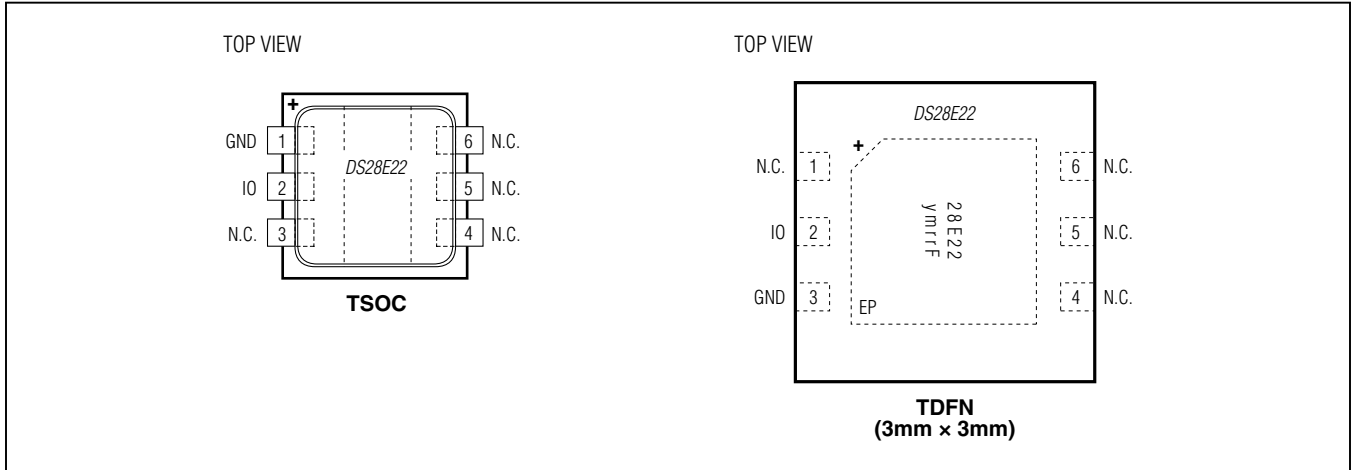 TOP VIEW
+
DS28E22
GND 1
IO 2
N.C. 3
6 N.C.
5 N.C.
4 N.C.
TSOC
TOP VIEW
DS28E22
+
N.C. 1
IO 2
GND 3
6 N.C.
5 N.C.
4 N.C.
28E22
ymrrF
EP
TDFN
(3mm × 3mm)